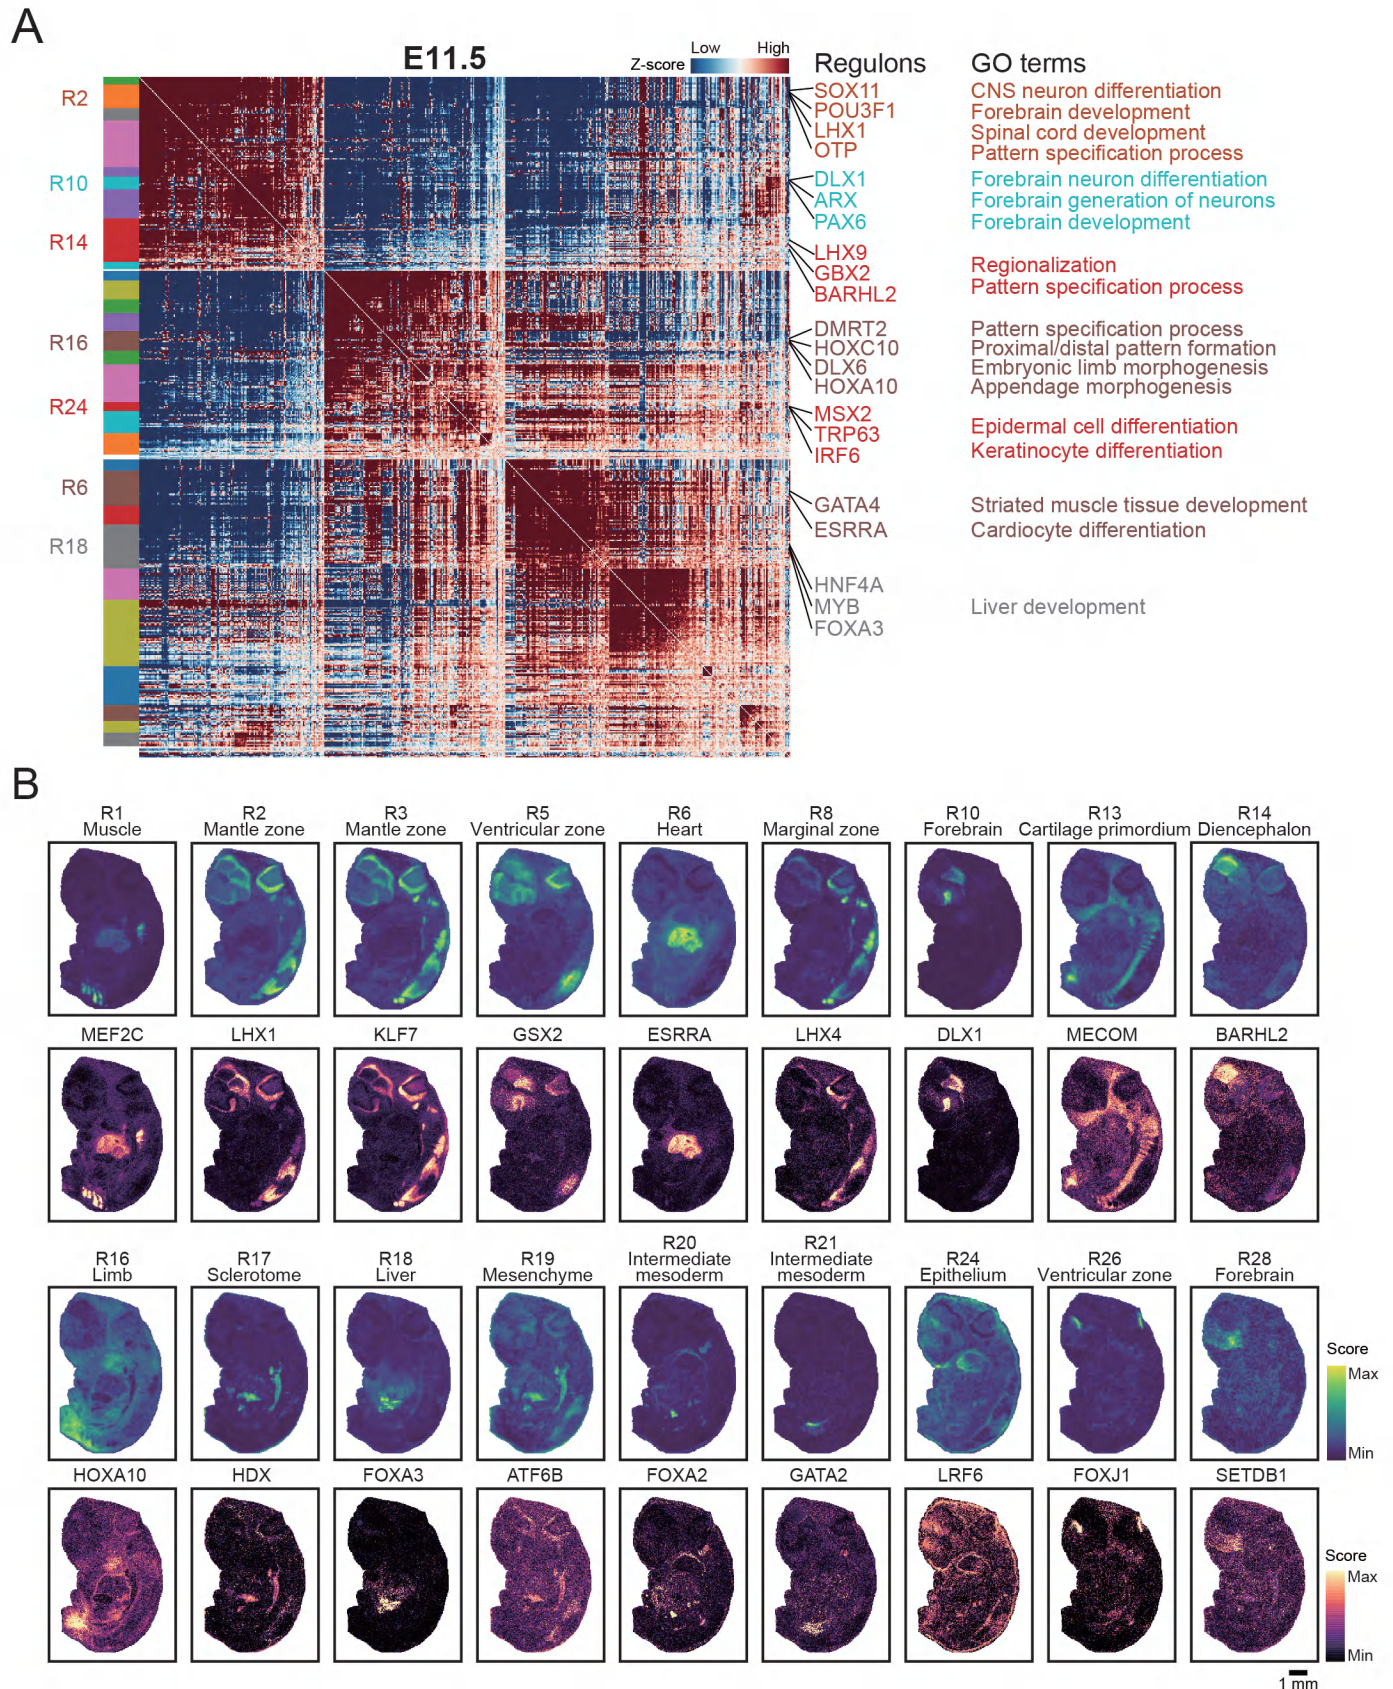 A
E11.5
Low High
Z-score
Regulons
GO terms
R2
R10
R14
R16
R24
R6
R18
SOX11
POU3F1
LHX1
OTP
CNS neuron differentiation
Forebrain development
Spinal cord development
Pattern specification process
DLX1
ARX
PAX6
Forebrain neuron differentiation
Forebrain generation of neurons
Forebrain development
LHX9
GBX2
BARHL2
Regionalization
Pattern specification process
DMRT2
HOXC10
DLX6
HOXA10
Pattern specification process
Proximal/distal pattern formation
Embryonic limb morphogenesis
Appendage morphogenesis
MSX2
TRP63
IRF6
Epidermal cell differentiation
Keratinocyte differentiation
GATA4
ESRRA
Striated muscle tissue development
Cardiocyte differentiation
HNF4A
MYB
FOXA3
Liver development
B
R1
Muscle
R2
Mantle zone
R3
Mantle zone
R5
Ventricular zone
R6
Heart
R8
Marginal zone
R10
Forebrain
R13
Cartilage primordium
R14
Diencephalon
MEF2C
LHX1
KLF7
GSX2
ESRRA
LHX4
DLX1
MECOM
BARHL2
R16
Limb
R17
Sclerotome
R18
Liver
R19
Mesenchyme
R20
Intermediate
mesoderm
R21
Intermediate
mesoderm
R24
Epithelium
R26
Ventricular zone
R28
Forebrain
Score
Max
Min
HOXA10
HDX
FOXA3
ATF6B
FOXA2
GATA2
LRF6
FOXJ1
SETDB1
Score
Max
Min
1 mm